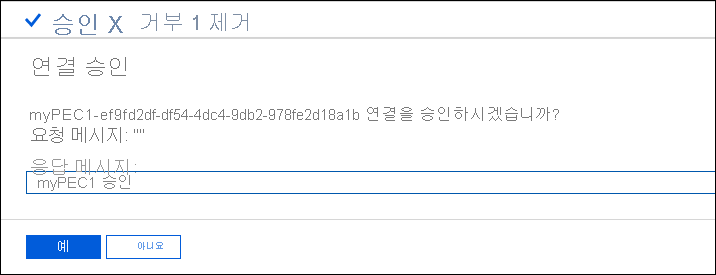 승인 X 거부 1 제거
연결 승인
myPEC1-ef9fd2df-df54-4dc4-9db2-978fe2d18a1b 연결을 승인하시겠습니까?
요청 메시지: ""
응답 메시지:
myPEC1 승인
예 아니요